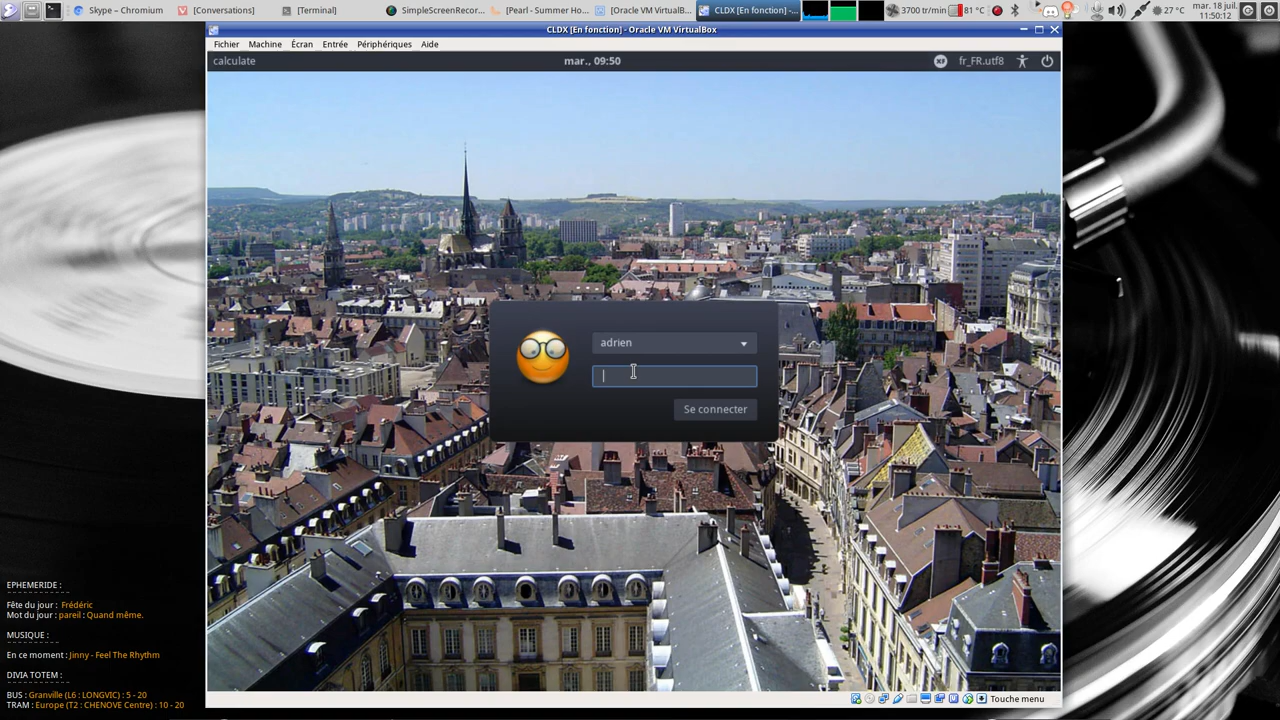 Skype – Chromium
[Conversations]
[Terminal]
SimpleScreenRecor...
[Pearl - Summer Ho...
[Oracle VM VirtualB...
CLDX [En fonction] -...
3700 tr/min
81 °C
27 °C
mar. 18 juil.
11:50:12
CLDX [En fonction] - Oracle VM VirtualBox
Fichier Machine Écran Entrée Périphériques Aide
calculate
mar., 09:50
fr_FR.utf8
adrien
Se connecter
EPHEMERIDE :
Fête du jour : Frédéric
Mot du jour : pareil : Quand même.
MUSIQUE :
En ce moment : Jinny - Feel The Rhythm
DIVIA TOTEM :
BUS : Granville (L6 : LONGVIC) : 5 - 20
TRAM : Europe (T2 : CHENOVE Centre) : 10 - 20
Touche menu